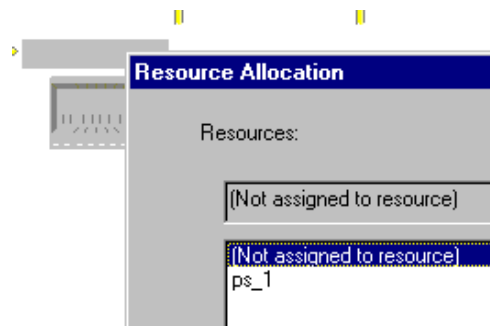 Resource Allocation
Resources:
(Not assigned to resource)
(Not assigned to resource)
ps_1